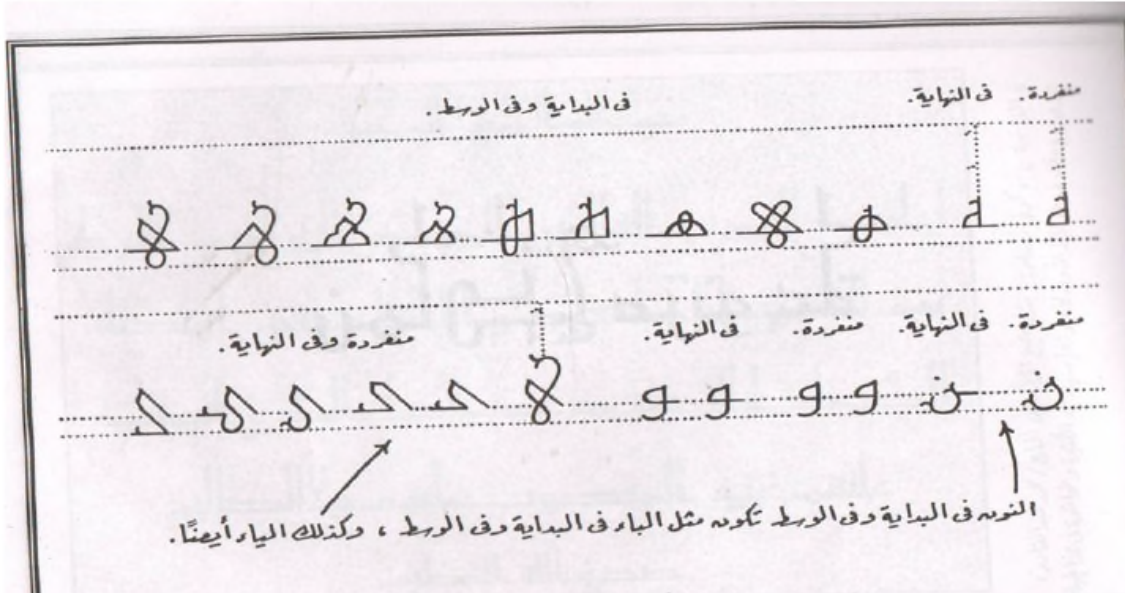 منفردة. فى النهاية. فى البداية وفى الوسط.
منفردة. فى النهاية. منفردة. فى النهاية. منفردة وفى النهاية.
ن ن و و و و
النون فى البداية وفى الوسط تكون مثل الباء فى البداية وفى الوسط ، وكذلك الياء أيضًا.